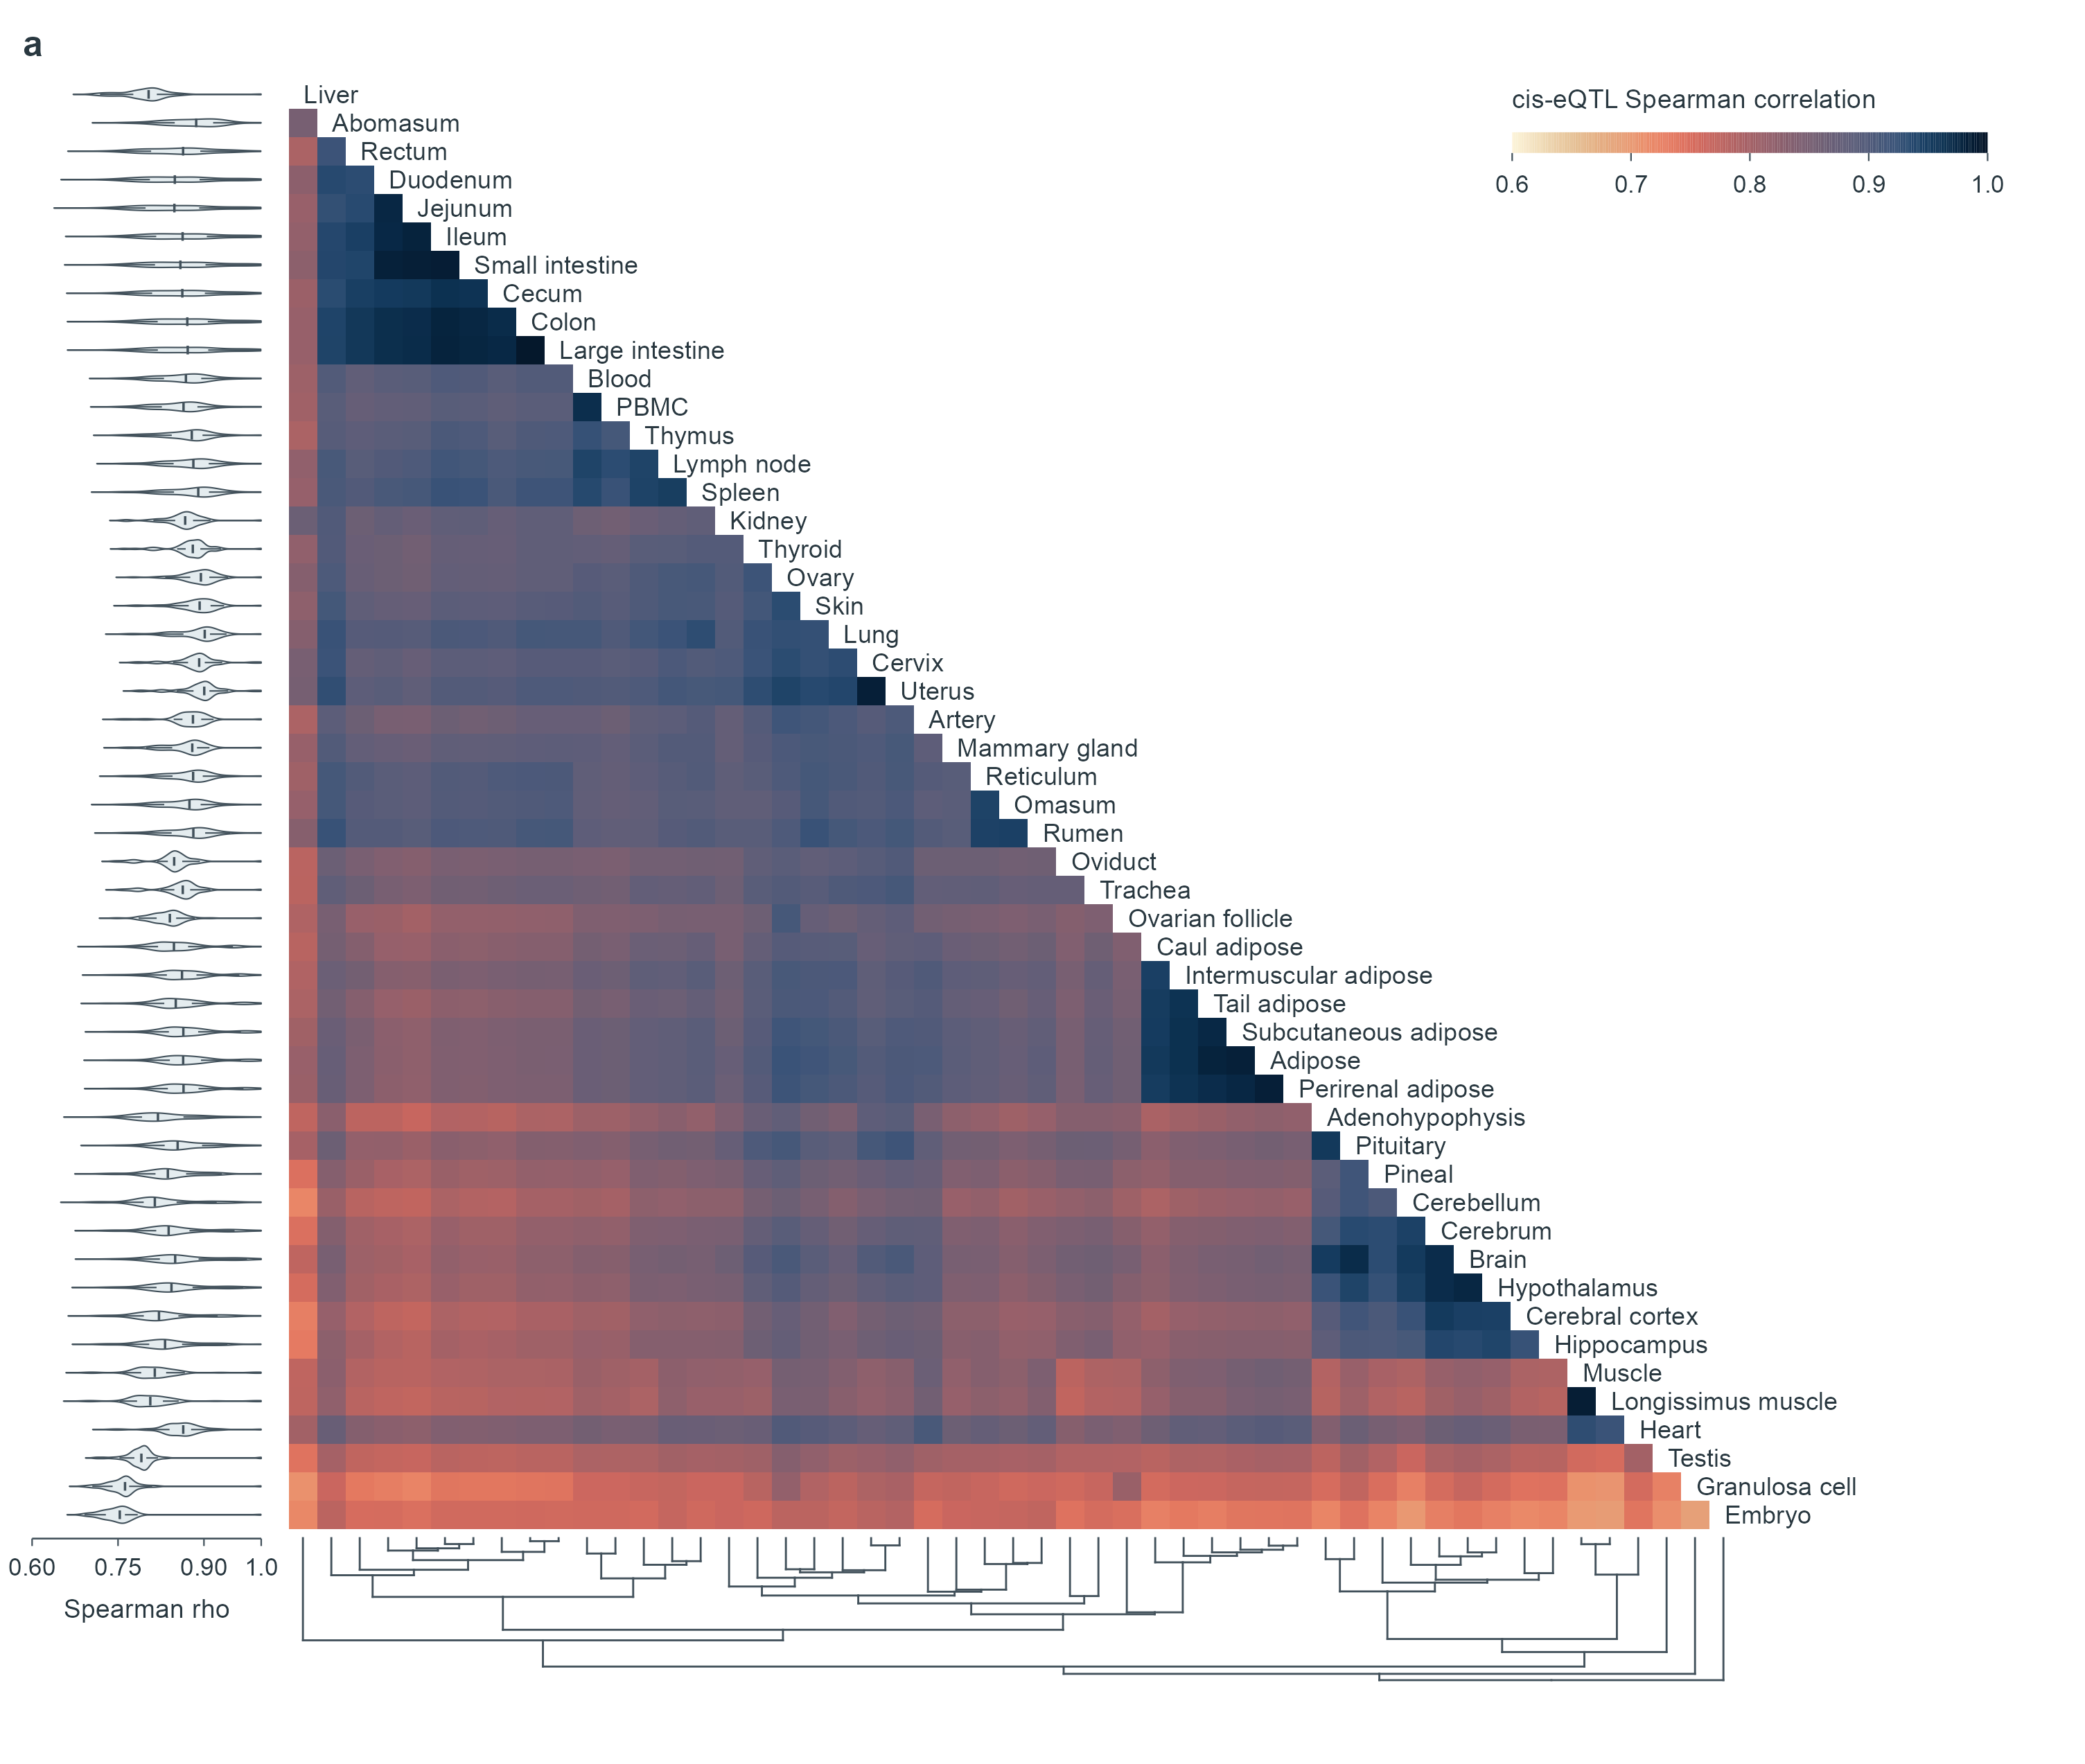 a
cis-eQTL Spearman correlation
0.6 0.7 0.8 0.9 1.0
Liver
Abomasum
Rectum
Duodenum
Jejunum
Ileum
Small intestine
Cecum
Colon
Large intestine
Blood
PBMC
Thymus
Lymph node
Spleen
Kidney
Thyroid
Ovary
Skin
Lung
Cervix
Uterus
Artery
Mammary gland
Reticulum
Omasum
Rumen
Oviduct
Trachea
Ovarian follicle
Caul adipose
Intermuscular adipose
Tail adipose
Subcutaneous adipose
Adipose
Perirenal adipose
Adenohypophysis
Pituitary
Pineal
Cerebellum
Cerebrum
Brain
Hypothalamus
Cerebral cortex
Hippocampus
Muscle
Longissimus muscle
Heart
Testis
Granulosa cell
Embryo
0.60 0.75 0.90 1.0
Spearman rho